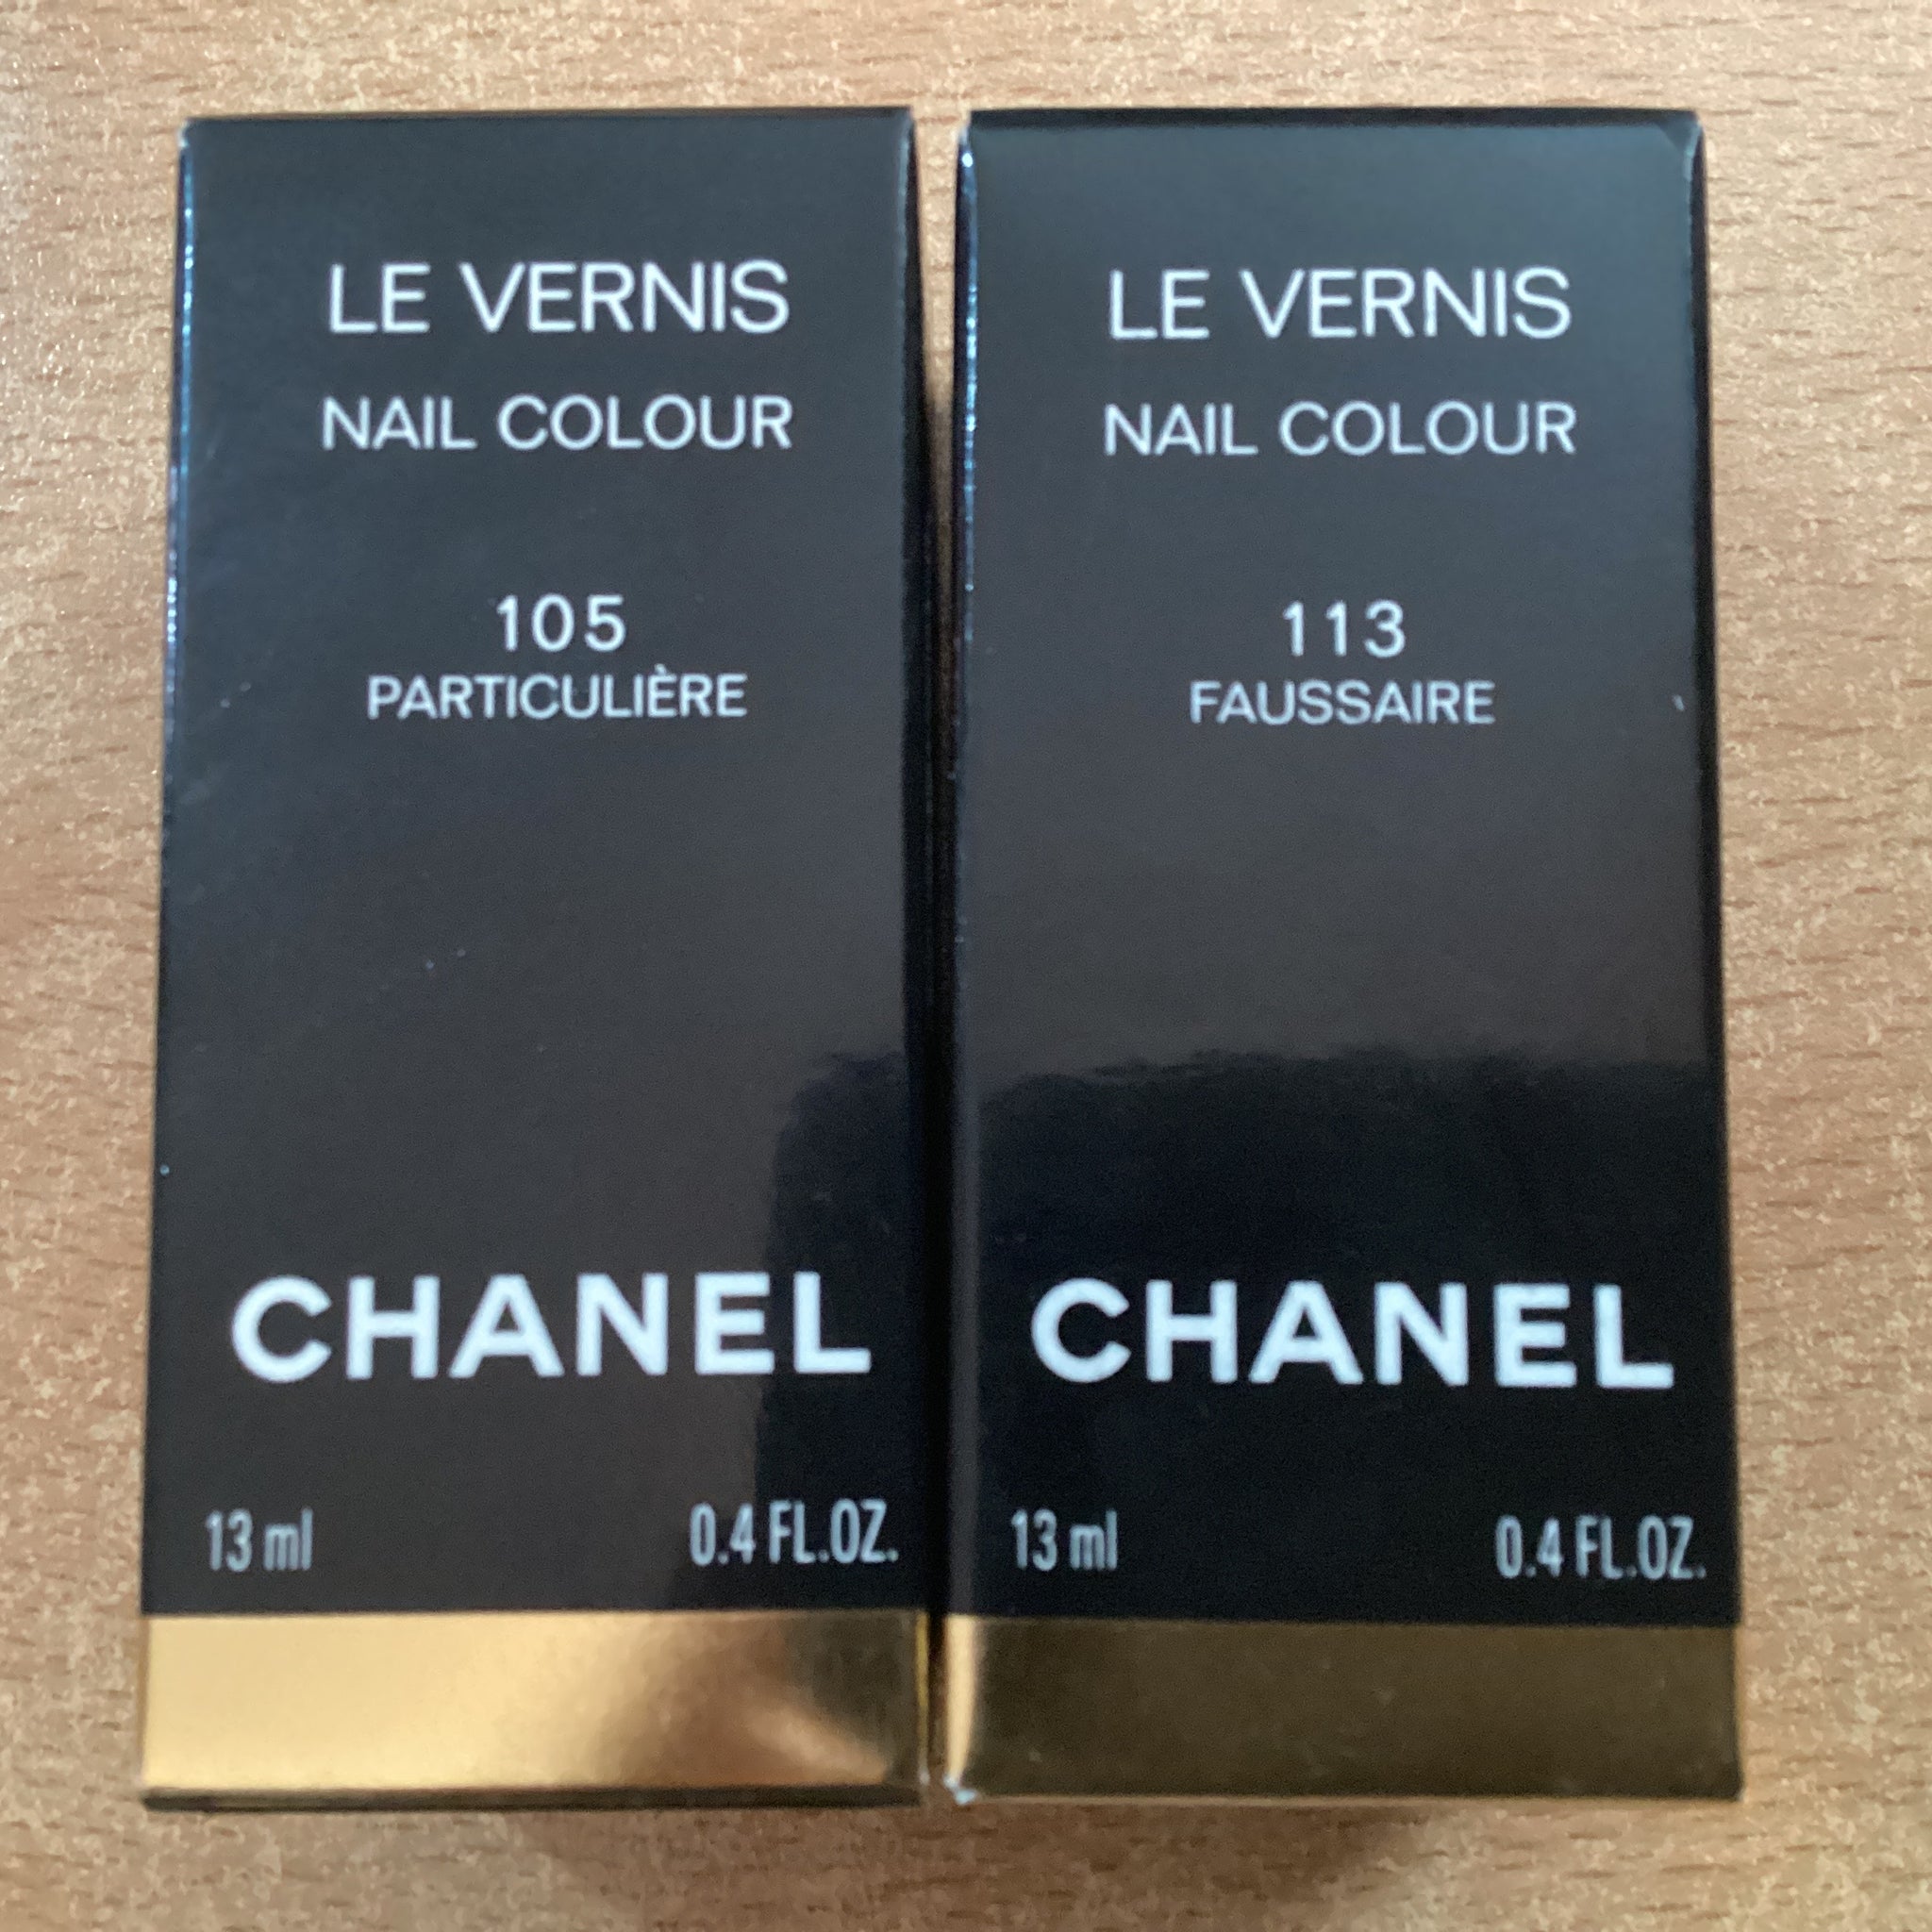 LE VERNIS
NAIL COLOUR
105
PARTICULIÈRE
CHANEL
13 ml 0.4 FL.OZ.
LE VERNIS
NAIL COLOUR
113
FAUSSAIRE
CHANEL
13 ml 0.4 FL.OZ.